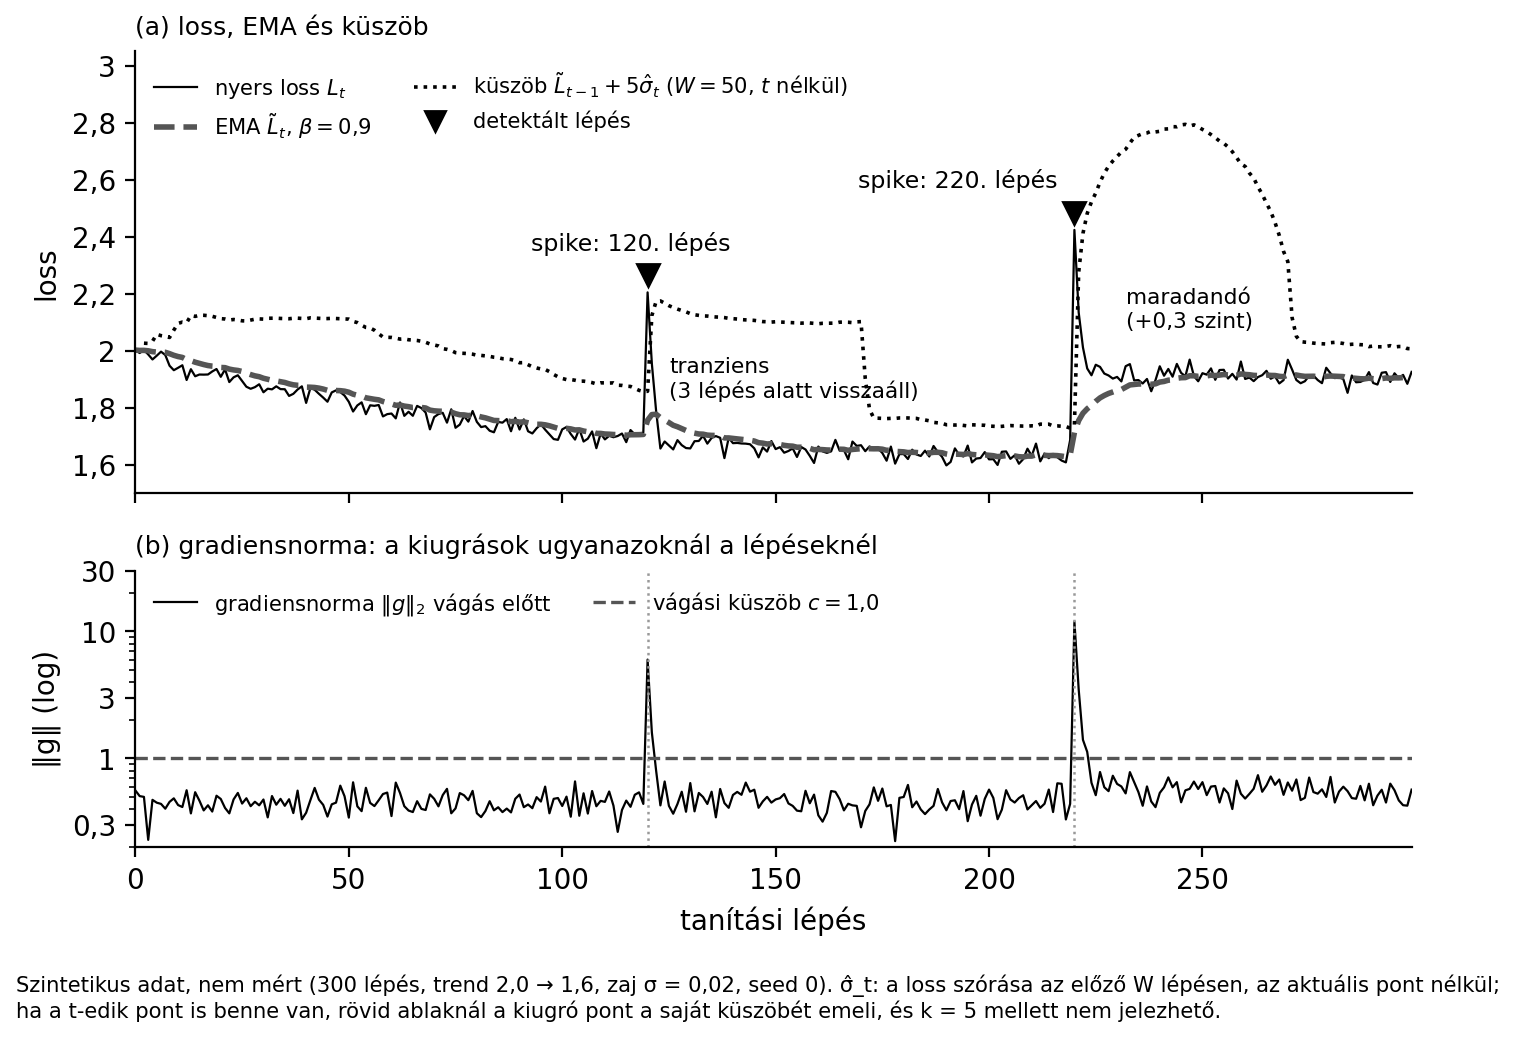 (a) loss, EMA és küszöb
3
2,8
2,6
2,4
2,2
2
1,8
1,6
loss
nyers loss L_t
EMA L̃_t, β = 0,9
küszöb L̃_{t−1} + 5σ̂_t (W = 50, t nélkül)
detektált lépés
spike: 120. lépés
spike: 220. lépés
tranziens
(3 lépés alatt visszaáll)
maradandó
(+0,3 szint)
(b) gradiensnorma: a kiugrások ugyanazoknál a lépéseknél
30
10
3
1
0,3
‖g‖ (log)
gradiensnorma ‖g‖₂ vágás előtt
vágási küszöb c = 1,0
0
50
100
150
200
250
tanítási lépés
Szintetikus adat, nem mért (300 lépés, trend 2,0 → 1,6, zaj σ = 0,02, seed 0). σ̂_t: a loss szórása az előző W lépésen, az aktuális pont nélkül;
ha a t-edik pont is benne van, rövid ablaknál a kiugró pont a saját küszöbét emeli, és k = 5 mellett nem jelezhető.